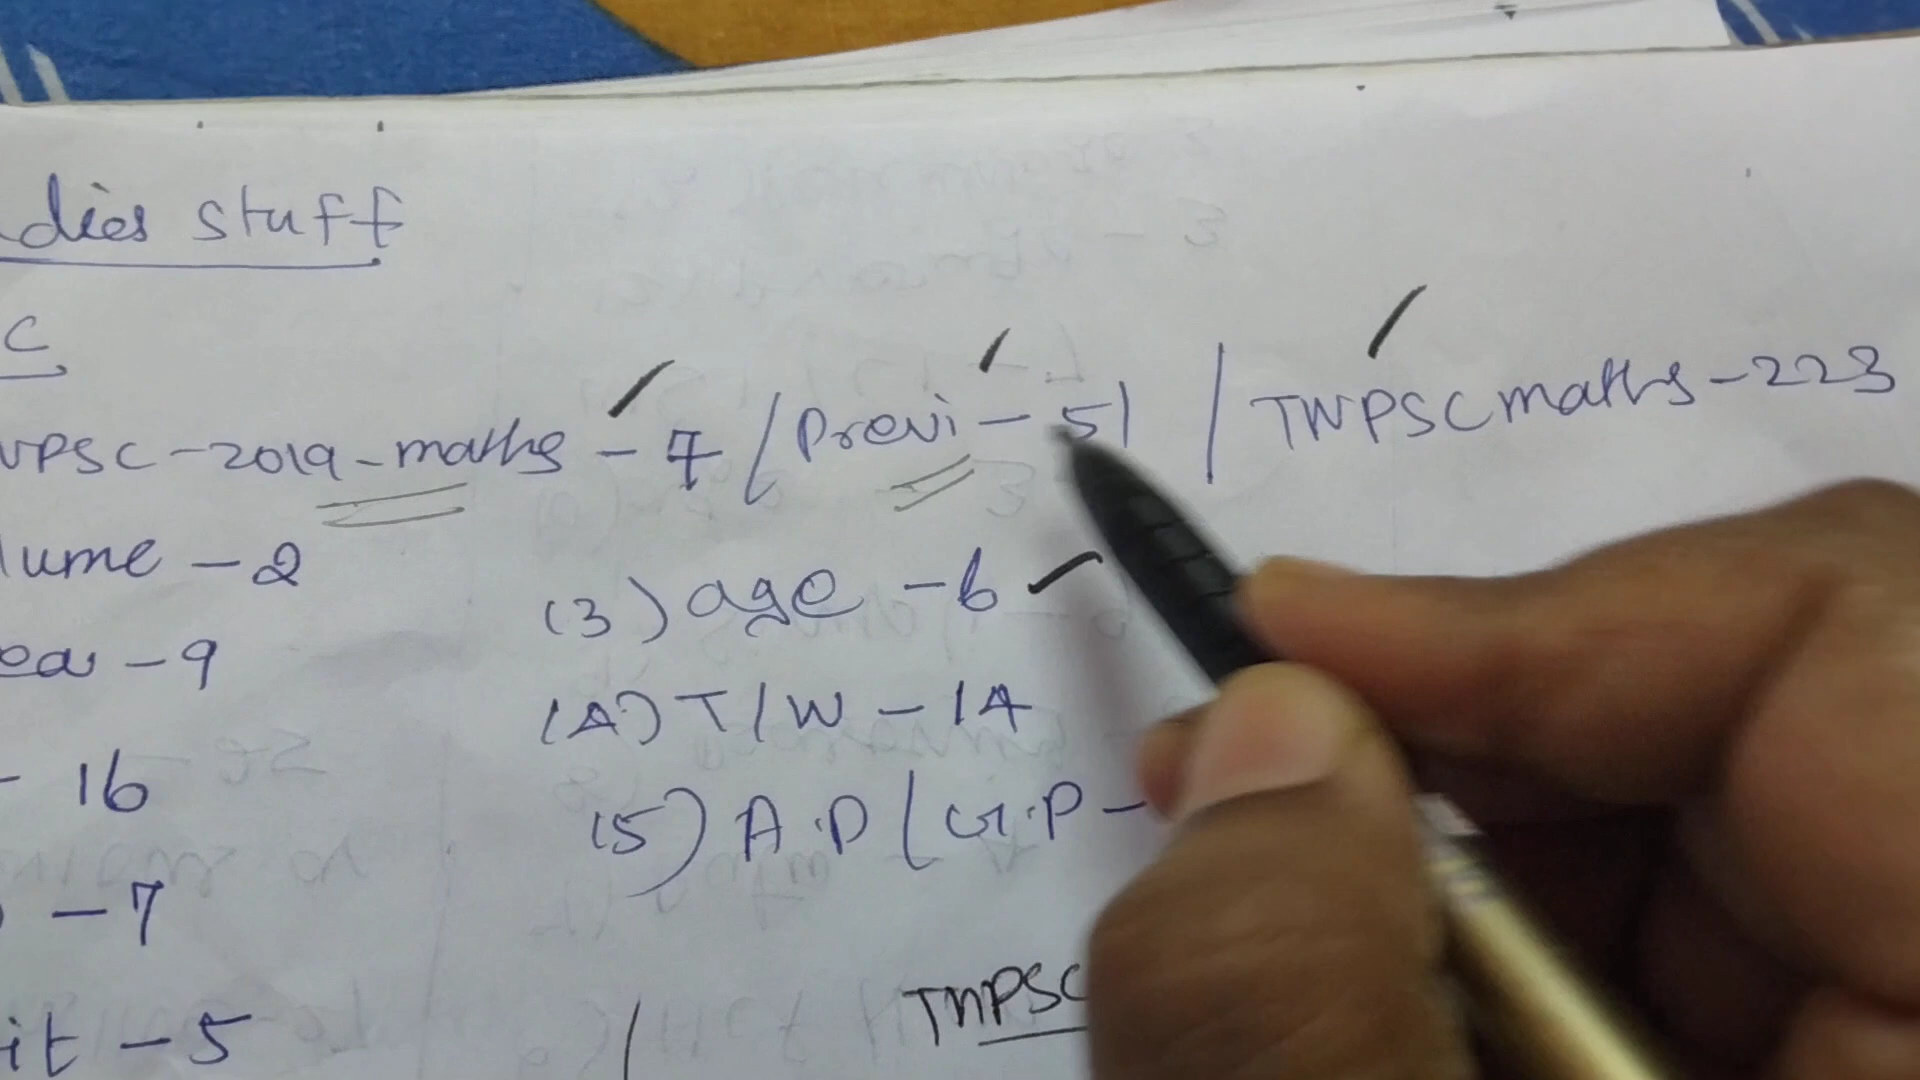 dies stuff
C
NPSC-2019-maths - 7 / Previ - 51 / TNPSC maths - 223
lume - 2
(3) age - 6
ea - 9
(4) T/W - 14
- 16
(5) A.P / G.P -
- 7
TNPSC
it - 5